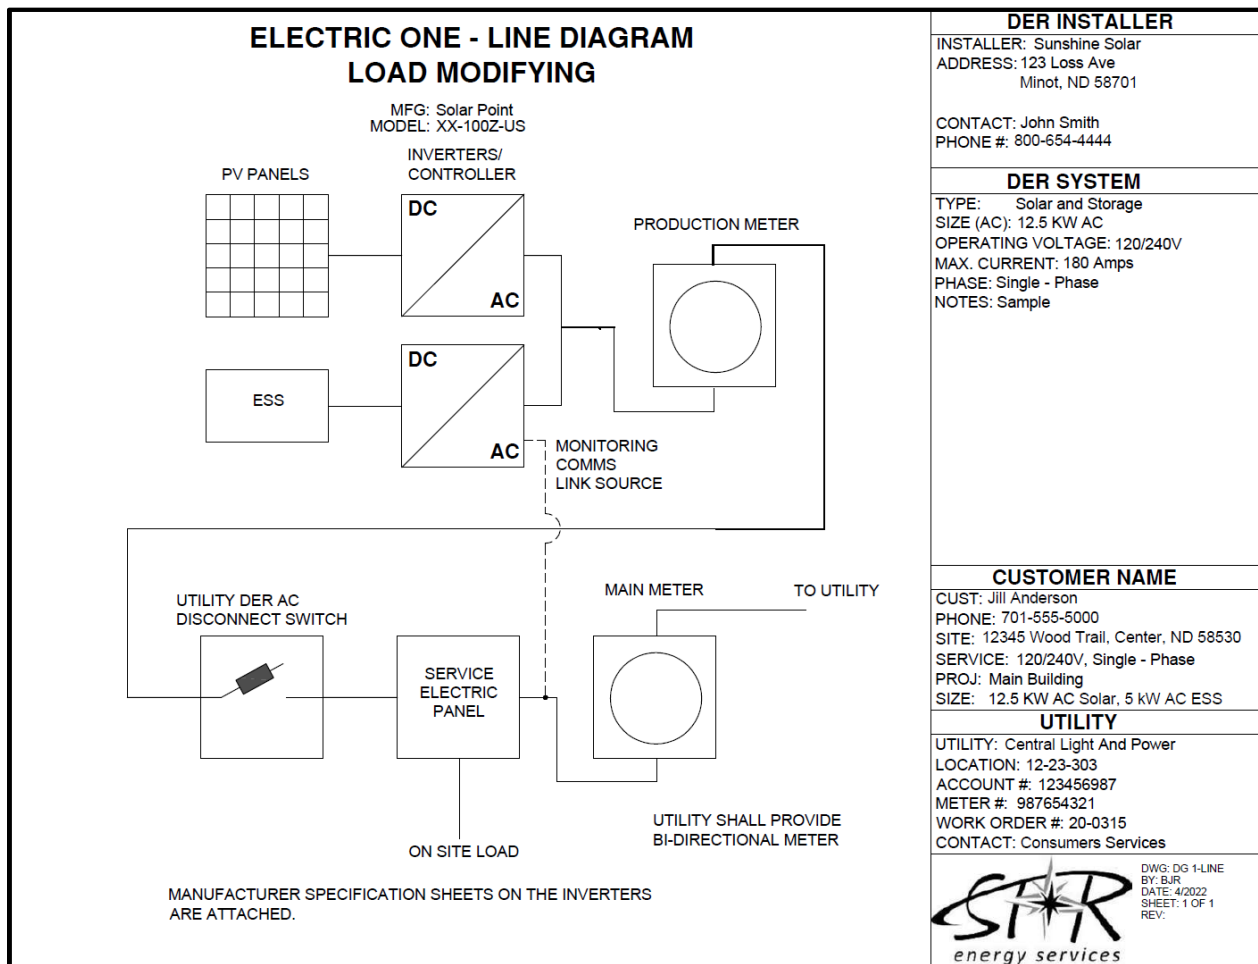 ELECTRIC ONE - LINE DIAGRAM
LOAD MODIFYING
MFG: Solar Point
MODEL: XX-100Z-US
INVERTERS/
CONTROLLER
PV PANELS
DC
AC
PRODUCTION METER
ESS
DC
AC
MONITORING
COMMS
LINK SOURCE
UTILITY DER AC
DISCONNECT SWITCH
MAIN METER
TO UTILITY
SERVICE
ELECTRIC
PANEL
ON SITE LOAD
UTILITY SHALL PROVIDE
BI-DIRECTIONAL METER
MANUFACTURER SPECIFICATION SHEETS ON THE INVERTERS
ARE ATTACHED.
DER INSTALLER
INSTALLER: Sunshine Solar
ADDRESS: 123 Loss Ave
Minot, ND 58701
CONTACT: John Smith
PHONE #: 800-654-4444
DER SYSTEM
TYPE: Solar and Storage
SIZE (AC): 12.5 KW AC
OPERATING VOLTAGE: 120/240V
MAX. CURRENT: 180 Amps
PHASE: Single - Phase
NOTES: Sample
CUSTOMER NAME
CUST: Jill Anderson
PHONE: 701-555-5000
SITE: 12345 Wood Trail, Center, ND 58530
SERVICE: 120/240V, Single - Phase
PROJ: Main Building
SIZE: 12.5 KW AC Solar, 5 kW AC ESS
UTILITY
UTILITY: Central Light And Power
LOCATION: 12-23-303
ACCOUNT #: 123456987
METER #: 987654321
WORK ORDER #: 20-0315
CONTACT: Consumers Services
STAR
energy services
DWG: DG 1-LINE
BY: BJR
DATE: 4/2022
SHEET: 1 OF 1
REV: